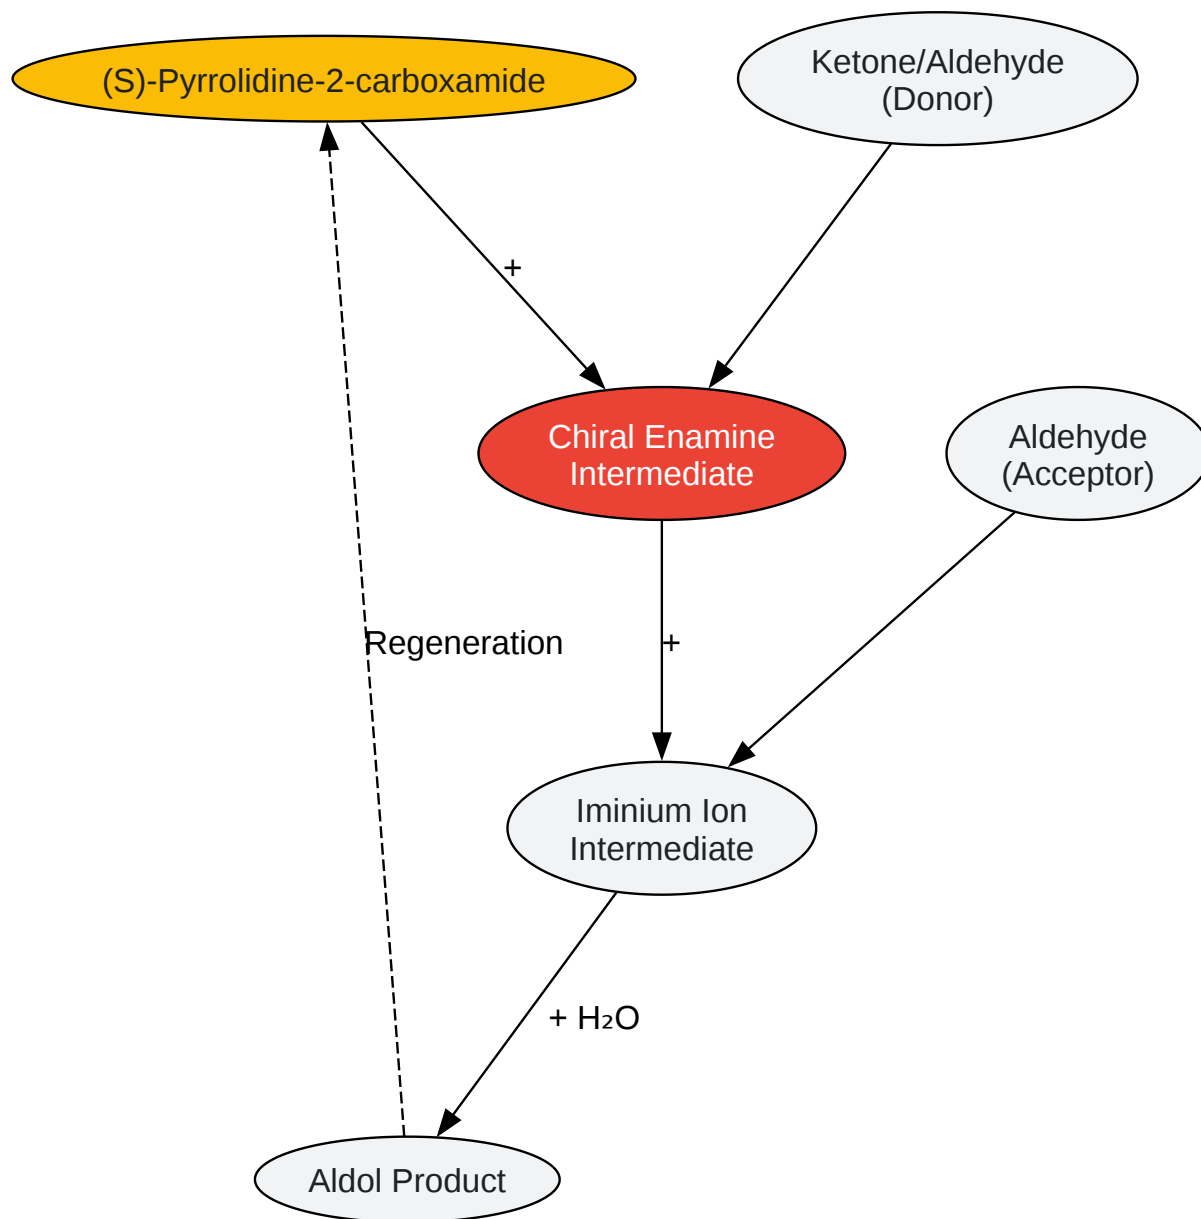 (S)-Pyrrolidine-2-carboxamide
Ketone/Aldehyde
(Donor)
+
Chiral Enamine
Intermediate
Aldehyde
(Acceptor)
Regeneration
+
Iminium Ion
Intermediate
+ H₂O
Aldol Product